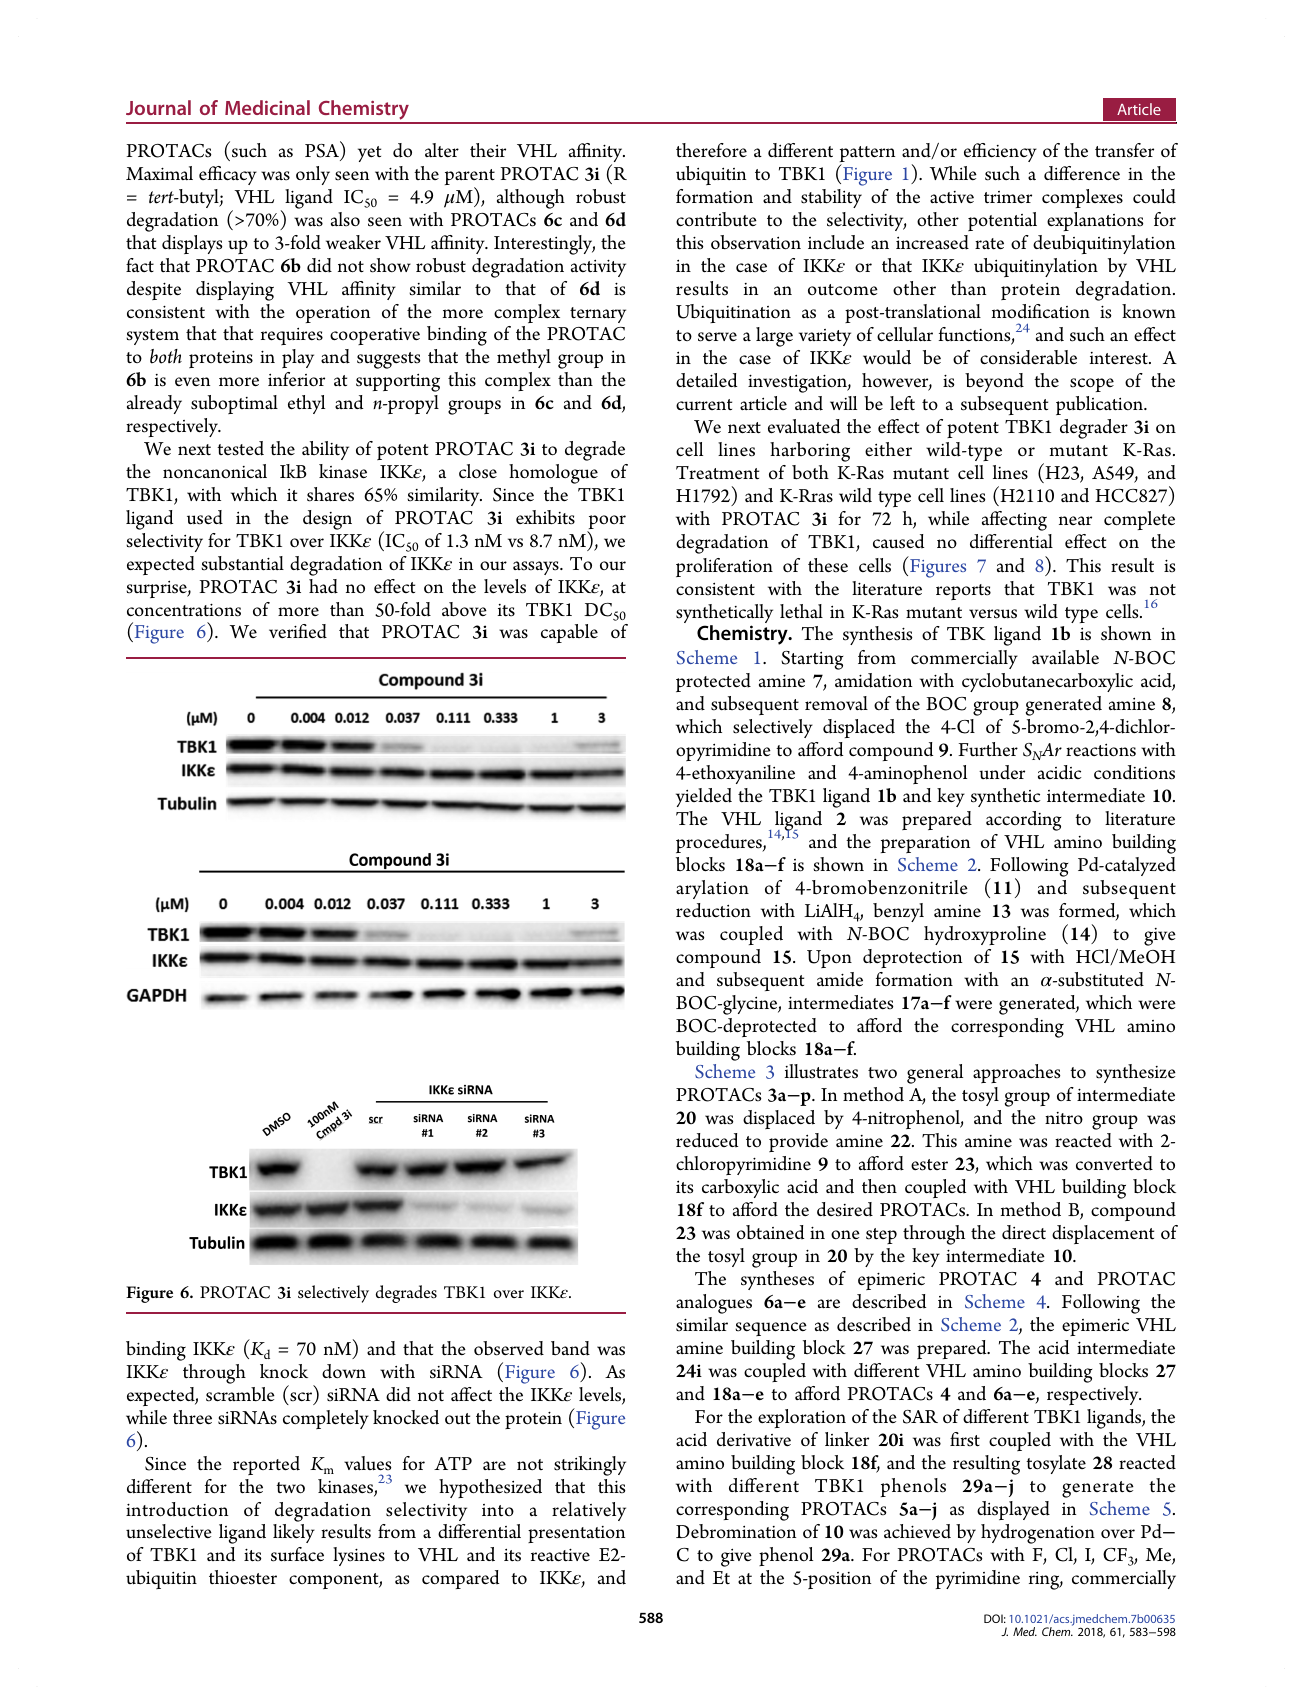 Journal of Medicinal Chemistry
Article
PROTACs (such as PSA) yet do alter their VHL affinity.
Maximal efficacy was only seen with the parent PROTAC 3i (R
= tert-butyl; VHL ligand IC50 = 4.9 μM), although robust
degradation (>70%) was also seen with PROTACs 6c and 6d
that displays up to 3-fold weaker VHL affinity. Interestingly, the
fact that PROTAC 6b did not show robust degradation activity
despite displaying VHL affinity similar to that of 6d is
consistent with the operation of the more complex ternary
system that that requires cooperative binding of the PROTAC
to both proteins in play and suggests that the methyl group in
6b is even more inferior at supporting this complex than the
already suboptimal ethyl and n-propyl groups in 6c and 6d,
respectively.
We next tested the ability of potent PROTAC 3i to degrade
the noncanonical IkB kinase IKKε, a close homologue of
TBK1, with which it shares 65% similarity. Since the TBK1
ligand used in the design of PROTAC 3i exhibits poor
selectivity for TBK1 over IKKε (IC50 of 1.3 nM vs 8.7 nM), we
expected substantial degradation of IKKε in our assays. To our
surprise, PROTAC 3i had no effect on the levels of IKKε, at
concentrations of more than 50-fold above its TBK1 DC50
(Figure 6). We verified that PROTAC 3i was capable of
Compound 3i
(μM) 0 0.004 0.012 0.037 0.111 0.333 1 3
TBK1
IKKε
Tubulin
Compound 3i
(μM) 0 0.004 0.012 0.037 0.111 0.333 1 3
TBK1
IKKε
GAPDH
IKKε siRNA
DMSO 100nM Cmpd 3i scr siRNA #1 siRNA #2 siRNA #3
TBK1
IKKε
Tubulin
Figure 6. PROTAC 3i selectively degrades TBK1 over IKKε.
binding IKKε (Kd = 70 nM) and that the observed band was
IKKε through knock down with siRNA (Figure 6). As
expected, scramble (scr) siRNA did not affect the IKKε levels,
while three siRNAs completely knocked out the protein (Figure
6).
Since the reported Km values for ATP are not strikingly
different for the two kinases,23 we hypothesized that this
introduction of degradation selectivity into a relatively
unselective ligand likely results from a differential presentation
of TBK1 and its surface lysines to VHL and its reactive E2-
ubiquitin thioester component, as compared to IKKε, and
therefore a different pattern and/or efficiency of the transfer of
ubiquitin to TBK1 (Figure 1). While such a difference in the
formation and stability of the active trimer complexes could
contribute to the selectivity, other potential explanations for
this observation include an increased rate of deubiquitinylation
in the case of IKKε or that IKKε ubiquitinylation by VHL
results in an outcome other than protein degradation.
Ubiquitination as a post-translational modification is known
to serve a large variety of cellular functions,24 and such an effect
in the case of IKKε would be of considerable interest. A
detailed investigation, however, is beyond the scope of the
current article and will be left to a subsequent publication.
We next evaluated the effect of potent TBK1 degrader 3i on
cell lines harboring either wild-type or mutant K-Ras.
Treatment of both K-Ras mutant cell lines (H23, A549, and
H1792) and K-Rras wild type cell lines (H2110 and HCC827)
with PROTAC 3i for 72 h, while affecting near complete
degradation of TBK1, caused no differential effect on the
proliferation of these cells (Figures 7 and 8). This result is
consistent with the literature reports that TBK1 was not
synthetically lethal in K-Ras mutant versus wild type cells.16
Chemistry. The synthesis of TBK ligand 1b is shown in
Scheme 1. Starting from commercially available N-BOC
protected amine 7, amidation with cyclobutanecarboxylic acid,
and subsequent removal of the BOC group generated amine 8,
which selectively displaced the 4-Cl of 5-bromo-2,4-dichlor-
opyrimidine to afford compound 9. Further SNAr reactions with
4-ethoxyaniline and 4-aminophenol under acidic conditions
yielded the TBK1 ligand 1b and key synthetic intermediate 10.
The VHL ligand 2 was prepared according to literature
procedures,14,15 and the preparation of VHL amino building
blocks 18a−f is shown in Scheme 2. Following Pd-catalyzed
arylation of 4-bromobenzonitrile (11) and subsequent
reduction with LiAlH4, benzyl amine 13 was formed, which
was coupled with N-BOC hydroxyproline (14) to give
compound 15. Upon deprotection of 15 with HCl/MeOH
and subsequent amide formation with an α-substituted N-
BOC-glycine, intermediates 17a−f were generated, which were
BOC-deprotected to afford the corresponding VHL amino
building blocks 18a−f.
Scheme 3 illustrates two general approaches to synthesize
PROTACs 3a−p. In method A, the tosyl group of intermediate
20 was displaced by 4-nitrophenol, and the nitro group was
reduced to provide amine 22. This amine was reacted with 2-
chloropyrimidine 9 to afford ester 23, which was converted to
its carboxylic acid and then coupled with VHL building block
18f to afford the desired PROTACs. In method B, compound
23 was obtained in one step through the direct displacement of
the tosyl group in 20 by the key intermediate 10.
The syntheses of epimeric PROTAC 4 and PROTAC
analogues 6a−e are described in Scheme 4. Following the
similar sequence as described in Scheme 2, the epimeric VHL
amine building block 27 was prepared. The acid intermediate
24i was coupled with different VHL amino building blocks 27
and 18a−e to afford PROTACs 4 and 6a−e, respectively.
For the exploration of the SAR of different TBK1 ligands, the
acid derivative of linker 20i was first coupled with the VHL
amino building block 18f, and the resulting tosylate 28 reacted
with different TBK1 phenols 29a−j to generate the
corresponding PROTACs 5a−j as displayed in Scheme 5.
Debromination of 10 was achieved by hydrogenation over Pd−
C to give phenol 29a. For PROTACs with F, Cl, I, CF3, Me,
and Et at the 5-position of the pyrimidine ring, commercially
588
DOI: 10.1021/acs.jmedchem.7b00635
J. Med. Chem. 2018, 61, 583−598